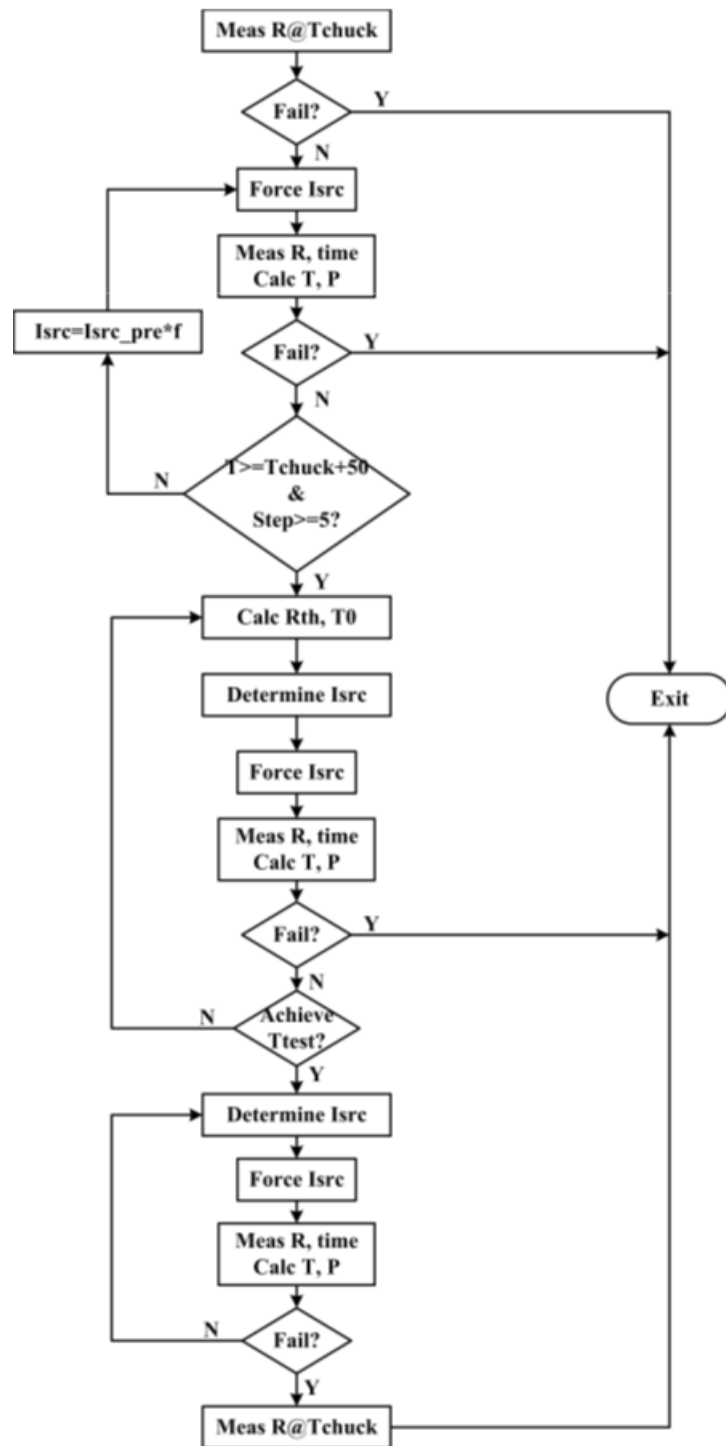 Meas R@Tchuck
Fail?
Y
N
Force Isrc
Meas R, time
Calc T, P
Isrc=Isrc_pre*f
Fail?
Y
N
T>=Tchuck+50
&
Step>=5?
N
Y
Calc Rth, T0
Determine Isrc
Exit
Force Isrc
Meas R, time
Calc T, P
Fail?
Y
N
Achieve
Ttest?
N
Y
Determine Isrc
Force Isrc
Meas R, time
Calc T, P
Fail?
N
Y
Meas R@Tchuck